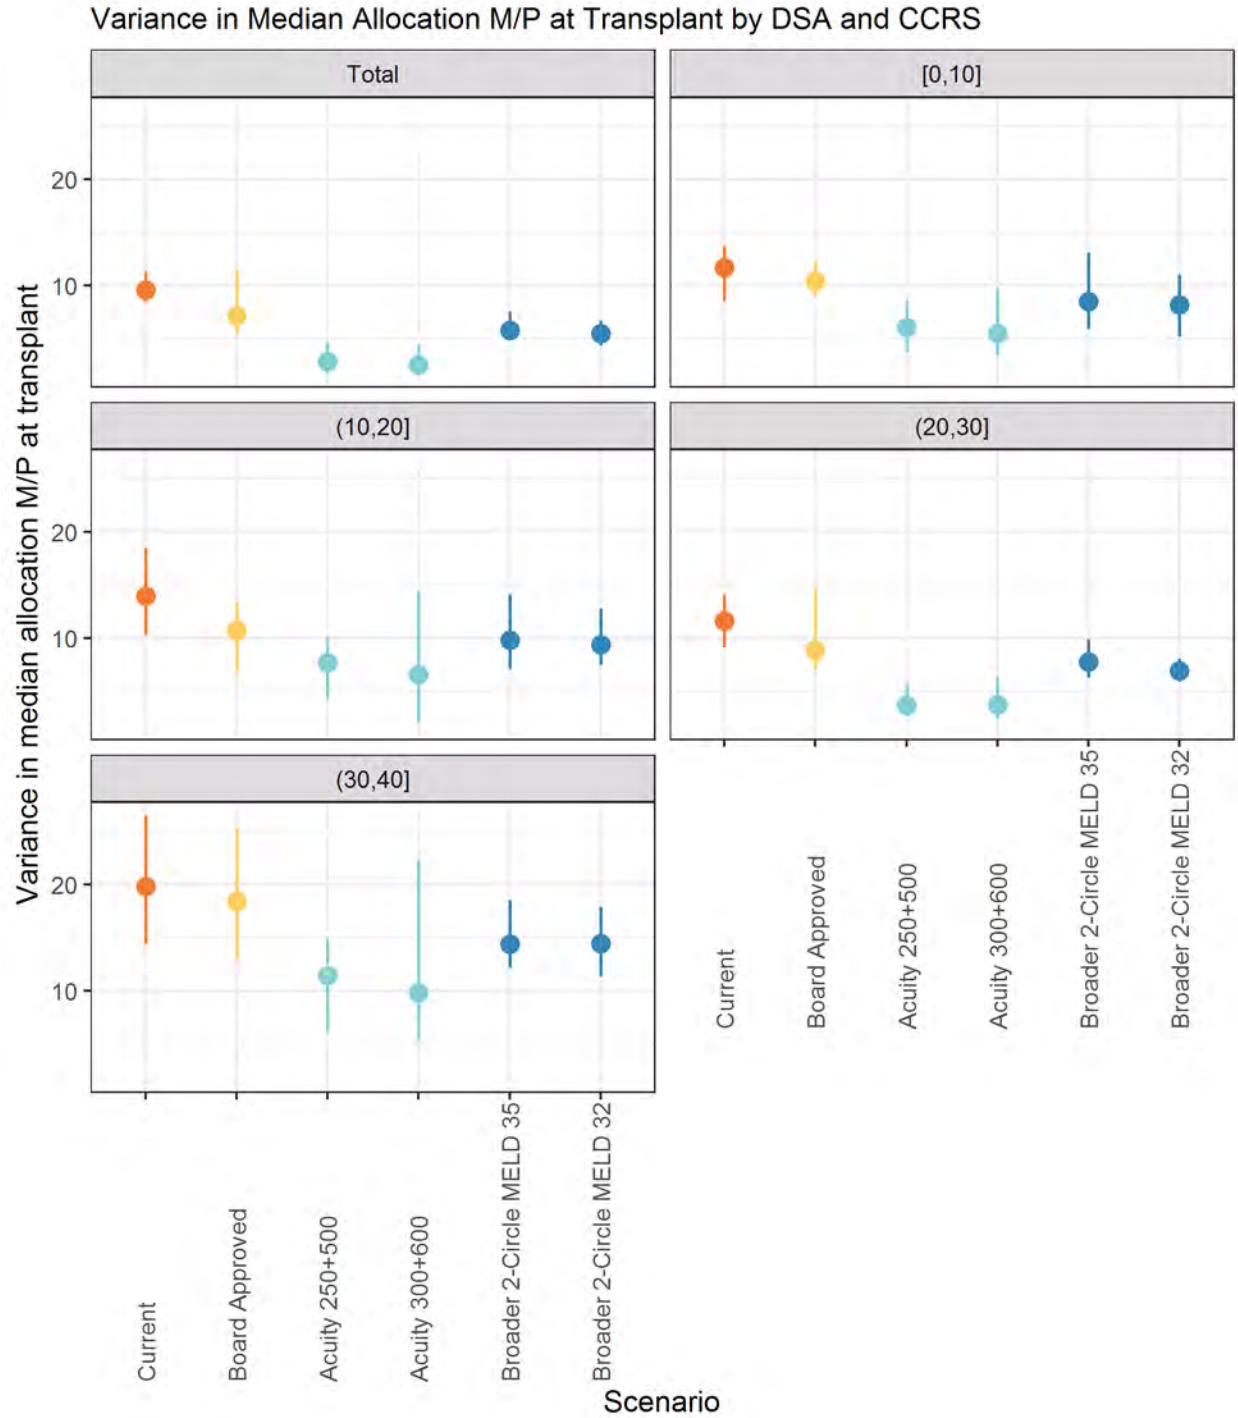 Variance in Median Allocation M/P at Transplant by DSA and CCRS
Variance in median allocation M/P at transplant
Total
[0,10]
20
10
(10,20]
(20,30]
20
10
(30,40]
20
10
Current
Board Approved
Acuity 250+500
Acuity 300+600
Broader 2-Circle MELD 35
Broader 2-Circle MELD 32
Current
Board Approved
Acuity 250+500
Acuity 300+600
Broader 2-Circle MELD 35
Broader 2-Circle MELD 32
Scenario